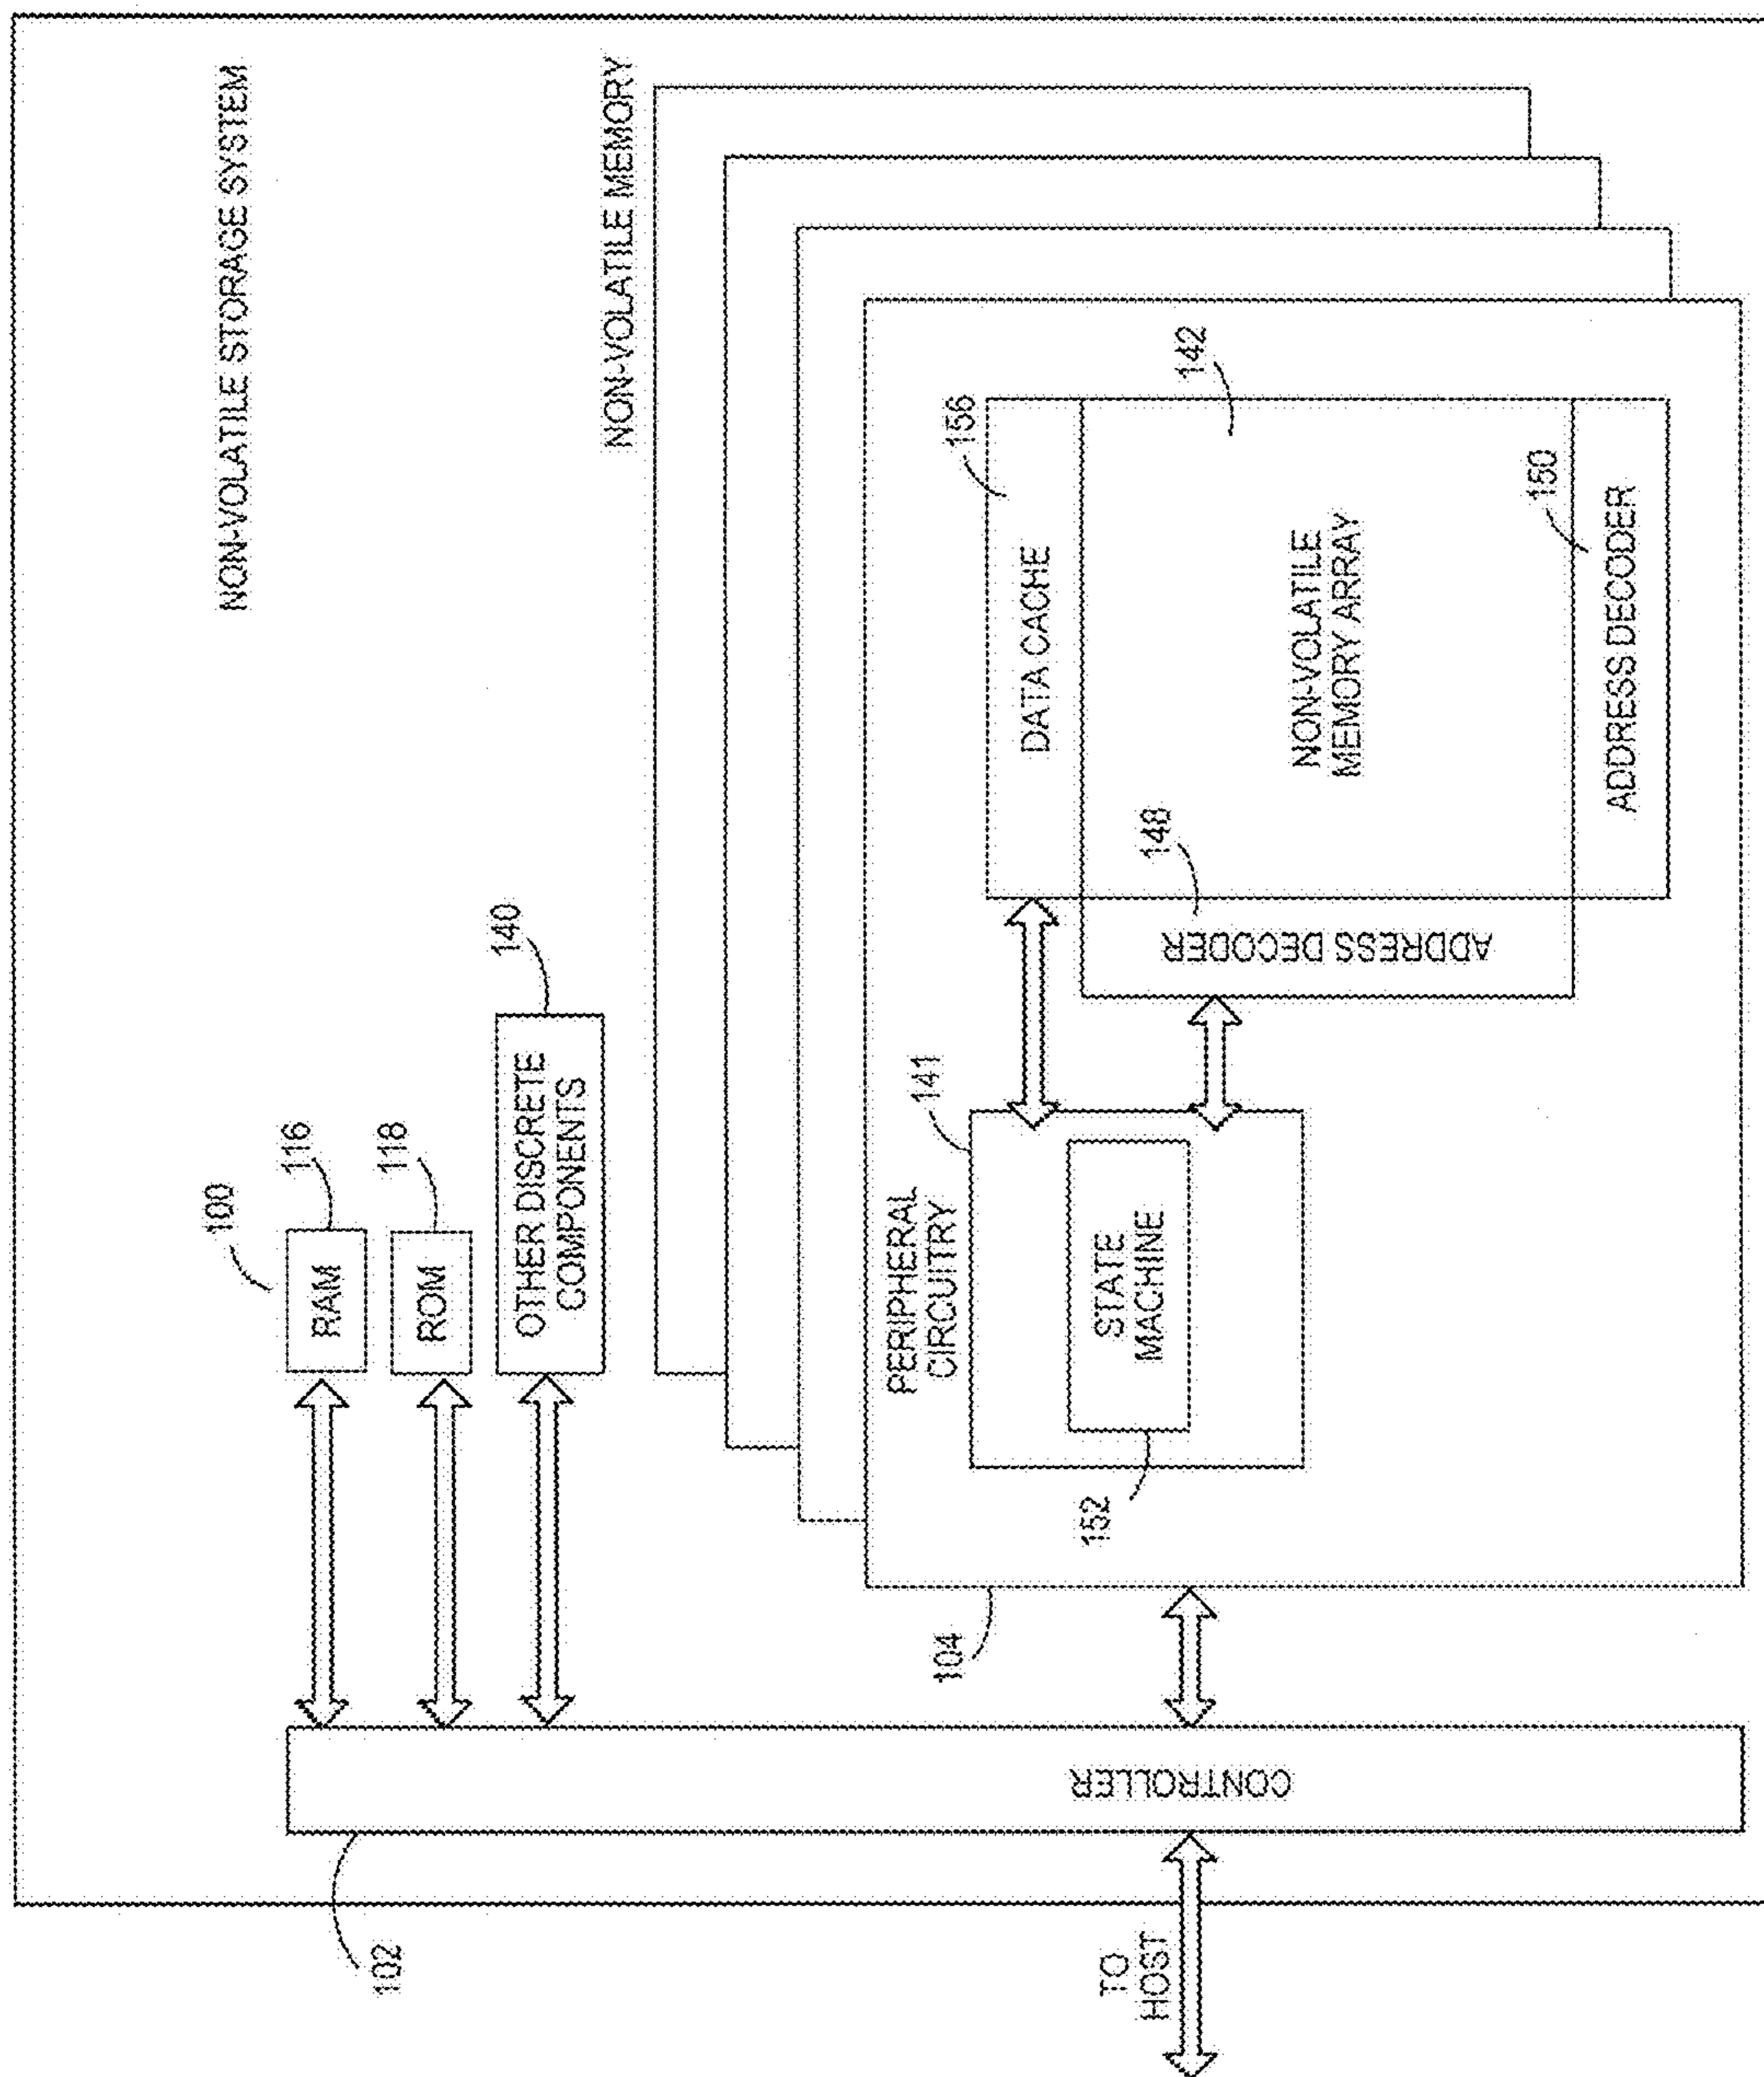 NON-VOLATILE STORAGE SYSTEM
100
RAM
116
ROM
118
OTHER DISCRETE
COMPONENTS
140
NON-VOLATILE MEMORY
102
CONTROLLER
TO
HOST
104
PERIPHERAL
CIRCUITRY
141
STATE
MACHINE
152
DATA CACHE
156
ADDRESS DECODER
148
NON-VOLATILE
MEMORY ARRAY
142
ADDRESS DECODER
150